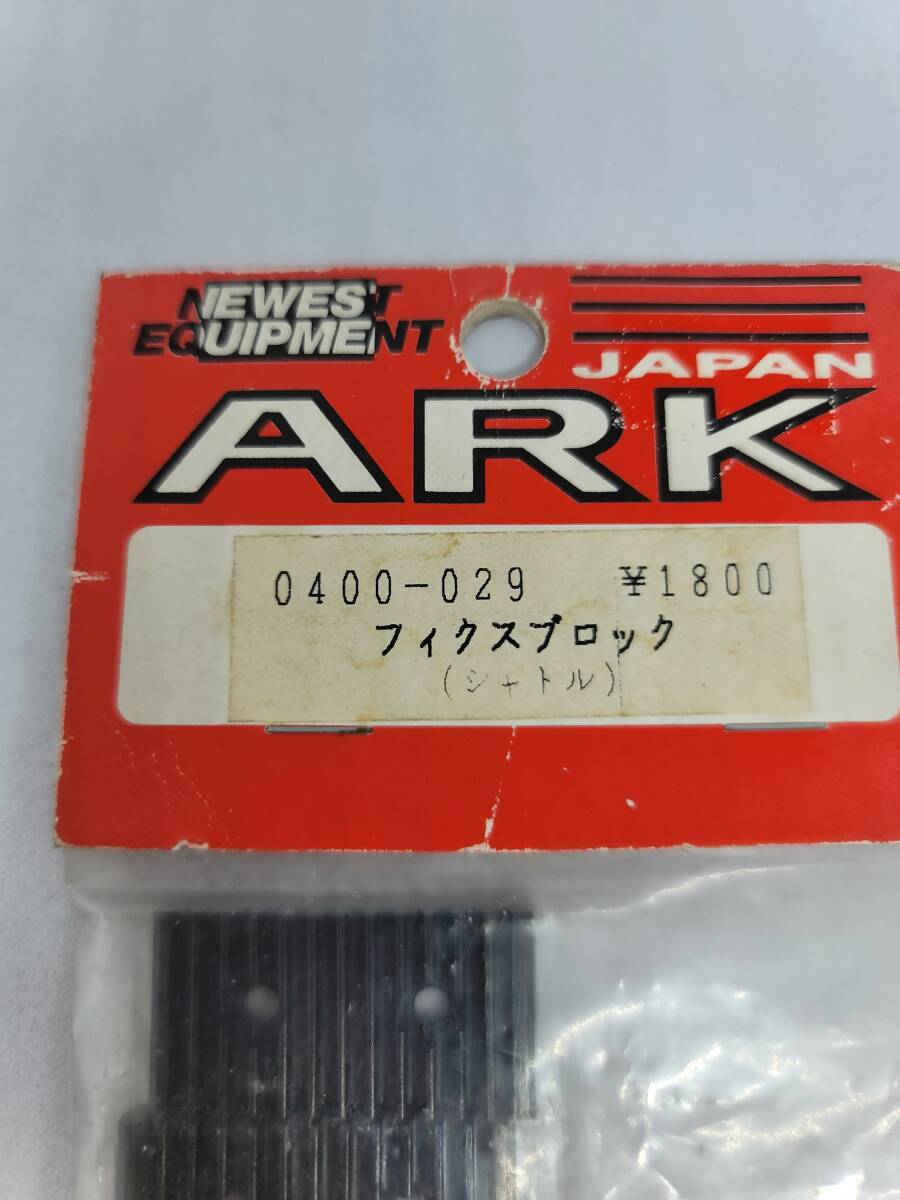 NEWEST
EQUIPMENT
JAPAN
ARK
0400-029 ¥1800
フィクスブロック
(シャトル)